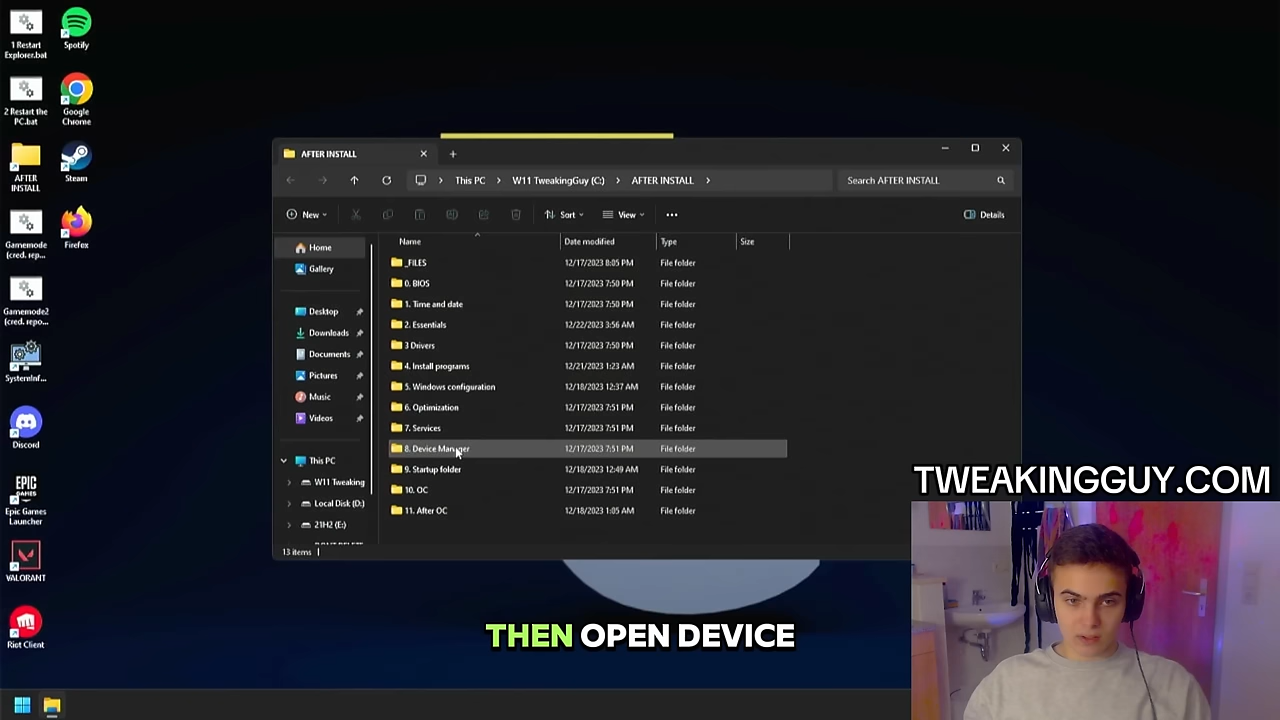 1 Restart
Explorer.bat
Spotify
2 Restart the
PC.bat
Google
Chrome
AFTER
INSTALL
Steam
Gamemode
(cred. rep...
Firefox
Gamemode2
(cred. repo...
SystemInf...
Discord
EPIC
GAMES
Epic Games
Launcher
VALORANT
Riot Client
AFTER INSTALL
This PC
W11 TweakingGuy (C:)
AFTER INSTALL
Search AFTER INSTALL
New
Sort
View
Details
Home
Gallery
Desktop
Downloads
Documents
Pictures
Music
Videos
This PC
W11 Tweaking
Local Disk (D:)
21H2 (E:)
Name Date modified Type Size
_FILES 12/17/2023 8:05 PM File folder
0. BIOS 12/17/2023 7:50 PM File folder
1. Time and date 12/17/2023 7:50 PM File folder
2. Essentials 12/22/2023 3:56 AM File folder
3 Drivers 12/17/2023 7:50 PM File folder
4. Install programs 12/21/2023 1:23 AM File folder
5. Windows configuration 12/18/2023 12:37 AM File folder
6. Optimization 12/17/2023 7:51 PM File folder
7. Services 12/17/2023 7:51 PM File folder
8. Device Manager 12/17/2023 7:51 PM File folder
9. Startup folder 12/18/2023 12:49 AM File folder
10. OC 12/17/2023 7:51 PM File folder
11. After OC 12/18/2023 1:05 AM File folder
13 items
TWEAKINGGUY.COM
THEN OPEN DEVICE